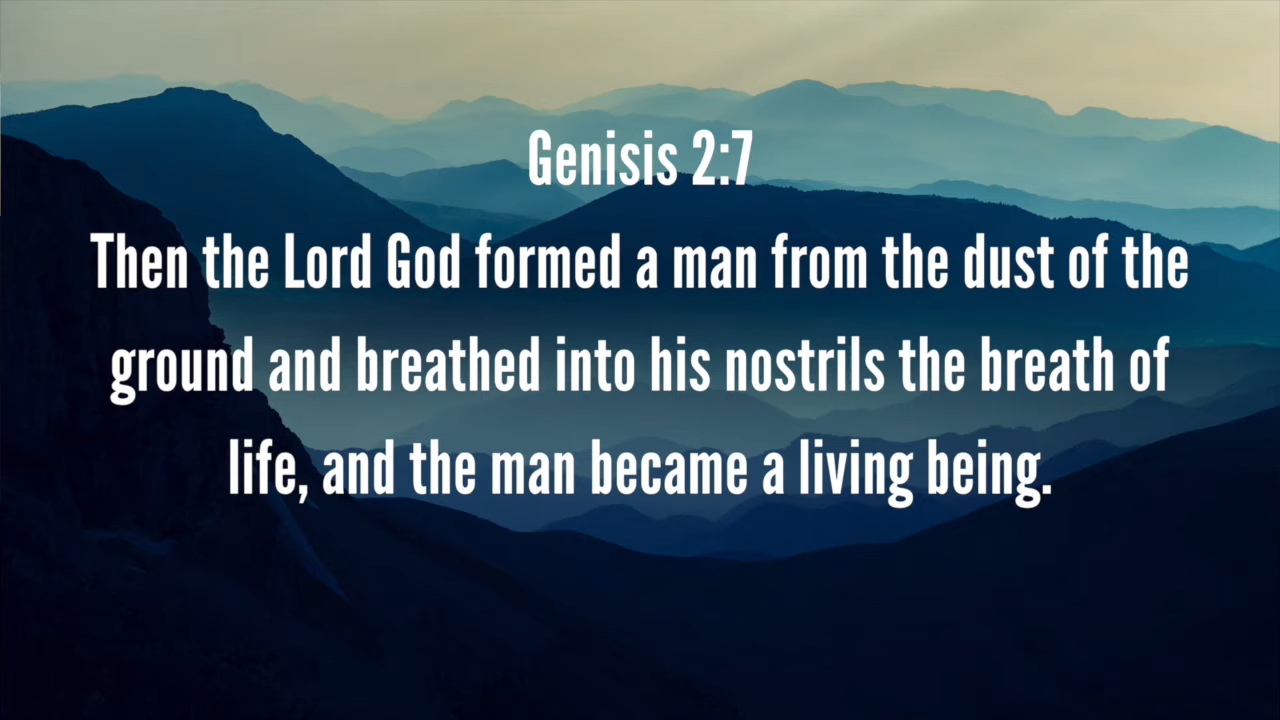 Genisis 2:7
Then the Lord God formed a man from the dust of the
ground and breathed into his nostrils the breath of
life, and the man became a living being.